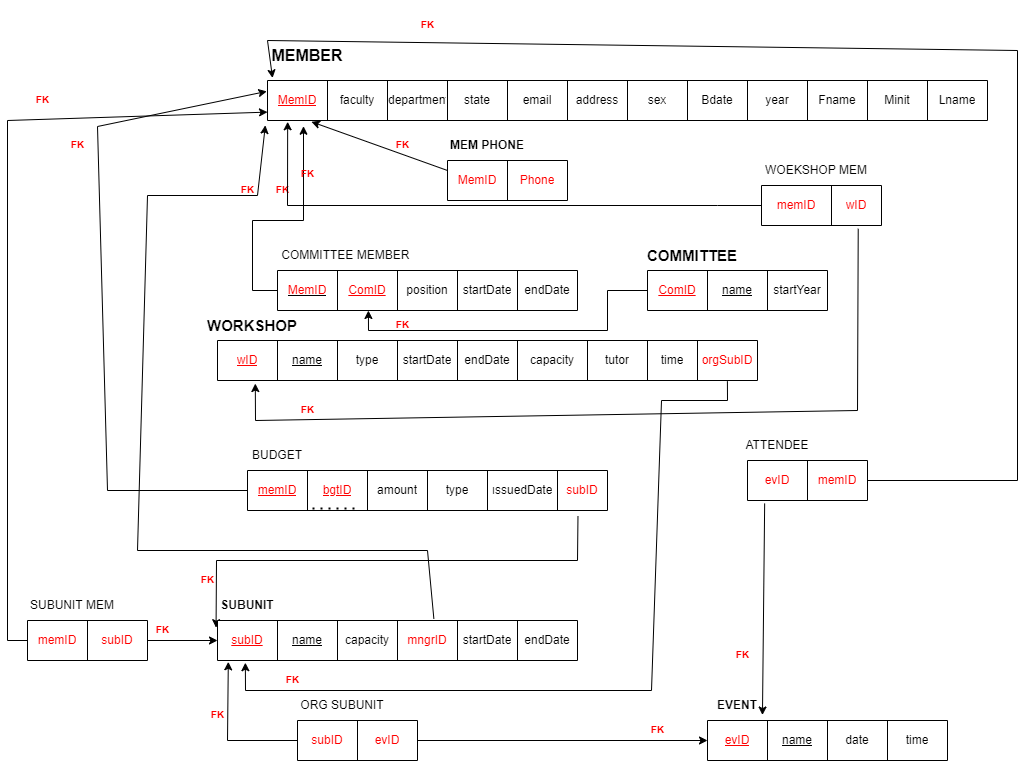 FK
MEMBER
FK
MemID faculty department state email address sex Bdate year Fname Minit Lname
FK
FK
MEM PHONE
MemID Phone
FK
FK
FK
WOEKSHOP MEM
memID wID
COMMITTEE MEMBER
MemID ComID position startDate endDate
COMMITTEE
ComID name startYear
FK
WORKSHOP
wID name type startDate endDate capacity tutor time orgSubID
FK
BUDGET
memID bgtID amount type issuedDate subID
ATTENDEE
evID memID
FK
SUBUNIT MEM
memID subID
FK
SUBUNIT
subID name capacity mngrID startDate endDate
FK
FK
ORG SUBUNIT
subID evID
FK
FK
EVENT
evID name date time